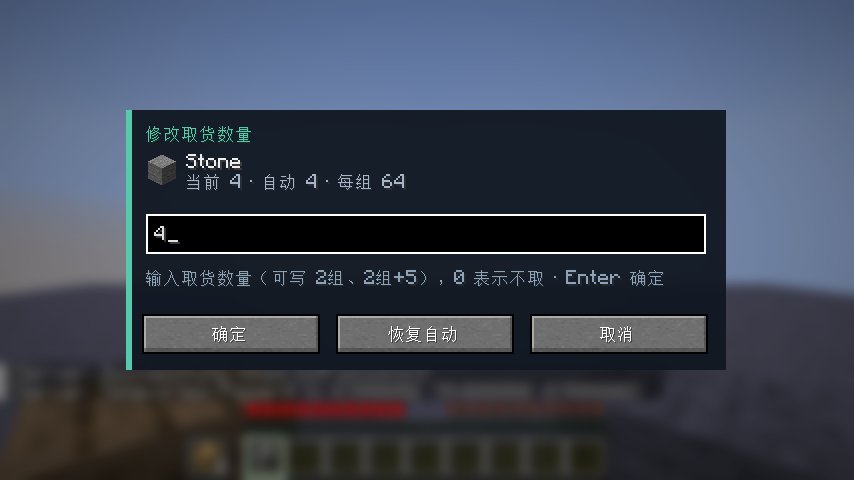 修改取货数量
Stone
当前 4 · 自动 4 · 每组 64
4_
输入取货数量（可写 2组、2组+5），0 表示不取 · Enter 确定
确定
恢复自动
取消